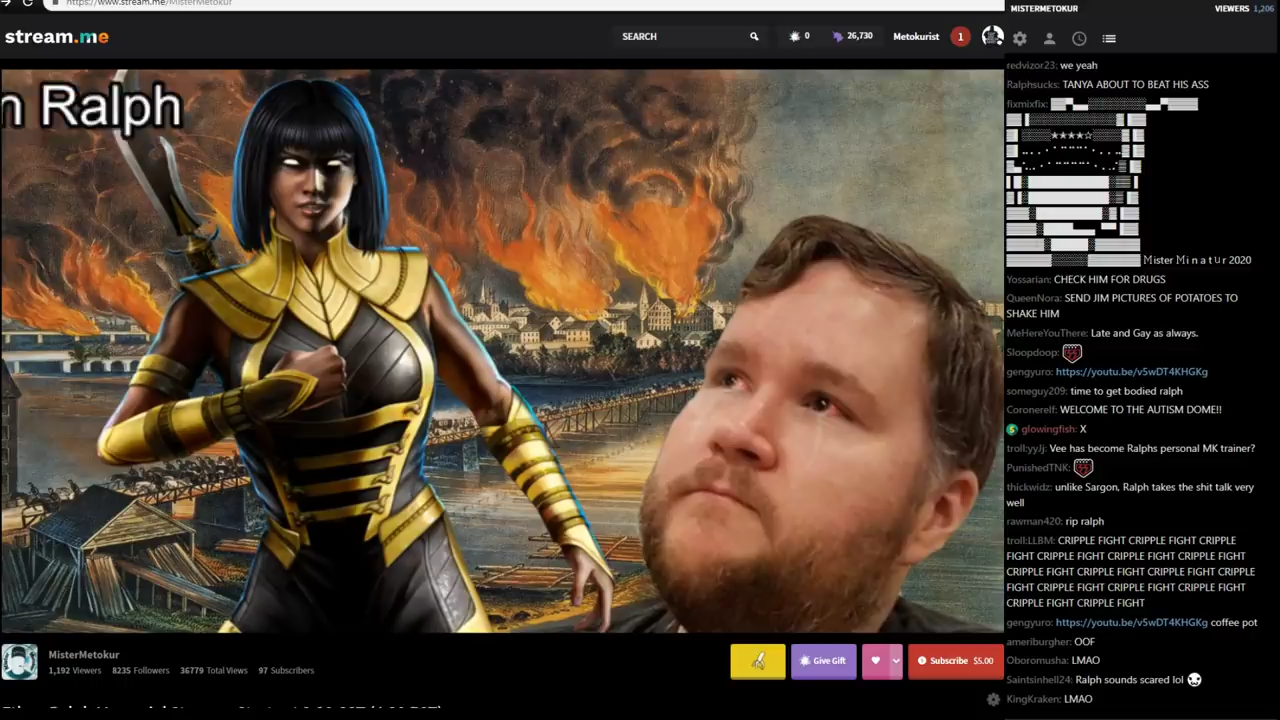 https://www.stream.me/MisterMetokur
MISTERMETOKUR
VIEWERS 1,206
stream.me
SEARCH
0
26,730
Metokurist
1
n Ralph
redvizor23: we yeah
Ralphsucks: TANYA ABOUT TO BEAT HIS ASS
fixmixfix:
Mister Minatur 2020
Yossarian: CHECK HIM FOR DRUGS
QueenNora: SEND JIM PICTURES OF POTATOES TO
SHAKE HIM
MeHereYouThere: Late and Gay as always.
Sloopdoop:
gengyuro: https://youtu.be/v5wDT4KHGKg
someguy209: time to get bodied ralph
Coronerelf: WELCOME TO THE AUTISM DOME!!
glowingfish: X
troll:yyJj: Vee has become Ralphs personal MK trainer?
PunishedTNK:
thickwidz: unlike Sargon, Ralph takes the shit talk very
well
rawman420: rip ralph
troll:LLBM: CRIPPLE FIGHT CRIPPLE FIGHT CRIPPLE
FIGHT CRIPPLE FIGHT CRIPPLE FIGHT CRIPPLE FIGHT
CRIPPLE FIGHT CRIPPLE FIGHT CRIPPLE FIGHT CRIPPLE
FIGHT CRIPPLE FIGHT CRIPPLE FIGHT CRIPPLE FIGHT
CRIPPLE FIGHT CRIPPLE FIGHT
gengyuro: https://youtu.be/v5wDT4KHGKg coffee pot
ameriburgher: OOF
Oboromusha: LMAO
Saintsinhell24: Ralph sounds scared lol
KingKraken: LMAO
MisterMetokur
1,192 Viewers 8235 Followers 36779 Total Views 97 Subscribers
Give Gift
Subscribe $5.00